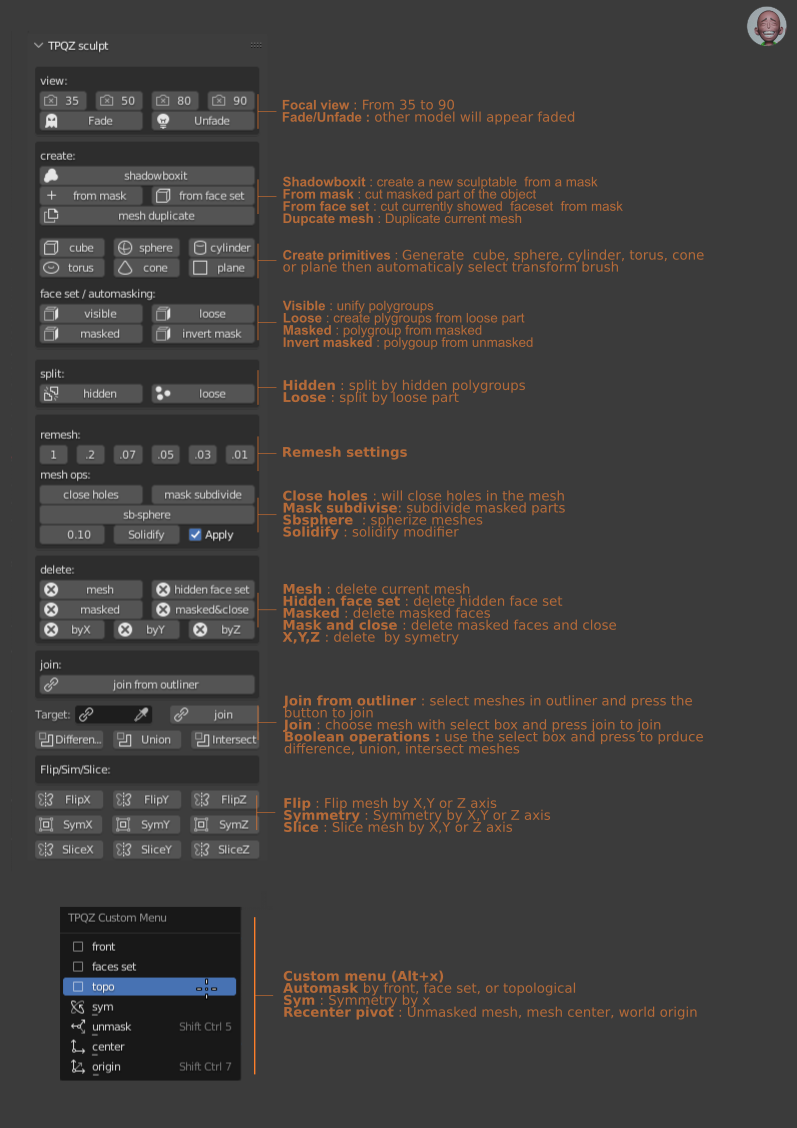 TPQZ sculpt
view:
35 50 80 90
Fade Unfade
Focal view : From 35 to 90
Fade/Unfade : other model will appear faded
create:
shadowboxit
from mask from face set
mesh duplicate
Shadowboxit : create a new sculptable from a mask
From mask : cut masked part of the object
From face set : cut currently showed faceset from mask
Dupcate mesh : Duplicate current mesh
cube sphere cylinder
torus cone plane
Create primitives : Generate cube, sphere, cylinder, torus, cone
or plane then automaticaly select transform brush
face set / automasking:
visible loose
masked invert mask
Visible : unify polygroups
Loose : create plygroups from loose part
Masked : polygroup from masked
Invert masked : polygoup from unmasked
split:
hidden loose
Hidden : split by hidden polygroups
Loose : split by loose part
remesh:
1 .2 .07 .05 .03 .01
Remesh settings
mesh ops:
close holes mask subdivide
sb-sphere
0.10 Solidify Apply
Close holes : will close holes in the mesh
Mask subdivise: subdivide masked parts
Sbsphere : spherize meshes
Solidify : solidify modifier
delete:
mesh hidden face set
masked masked&close
byX byY byZ
Mesh : delete current mesh
Hidden face set : delete hidden face set
Masked : delete masked faces
Mask and close : delete masked faces and close
X,Y,Z : delete by symetry
join:
join from outliner
Target: join
Differen... Union Intersect
Join from outliner : select meshes in outliner and press the
button to join
Join : choose mesh with select box and press join to join
Boolean operations : use the select box and press to prduce
difference, union, intersect meshes
Flip/Sim/Slice:
FlipX FlipY FlipZ
SymX SymY SymZ
SliceX SliceY SliceZ
Flip : Flip mesh by X,Y or Z axis
Symmetry : Symmetry by X,Y or Z axis
Slice : Slice mesh by X,Y or Z axis
TPQZ Custom Menu
front
faces set
topo
sym
unmask Shift Ctrl 5
center
origin Shift Ctrl 7
Custom menu (Alt+x)
Automask by front, face set, or topological
Sym : Symmetry by x
Recenter pivot : Unmasked mesh, mesh center, world origin